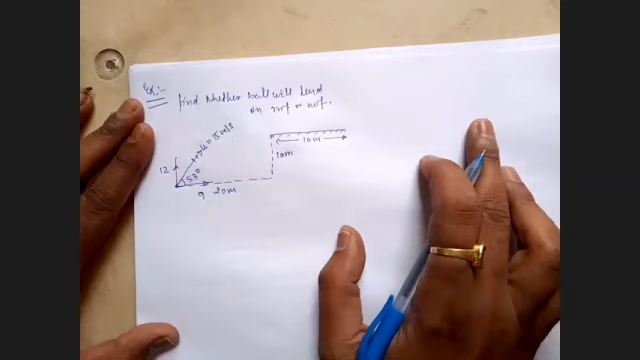 Ex:-
find whether ball will land
on roof or not.
u = 15 m/s
12
53°
9
20m
10m
10m